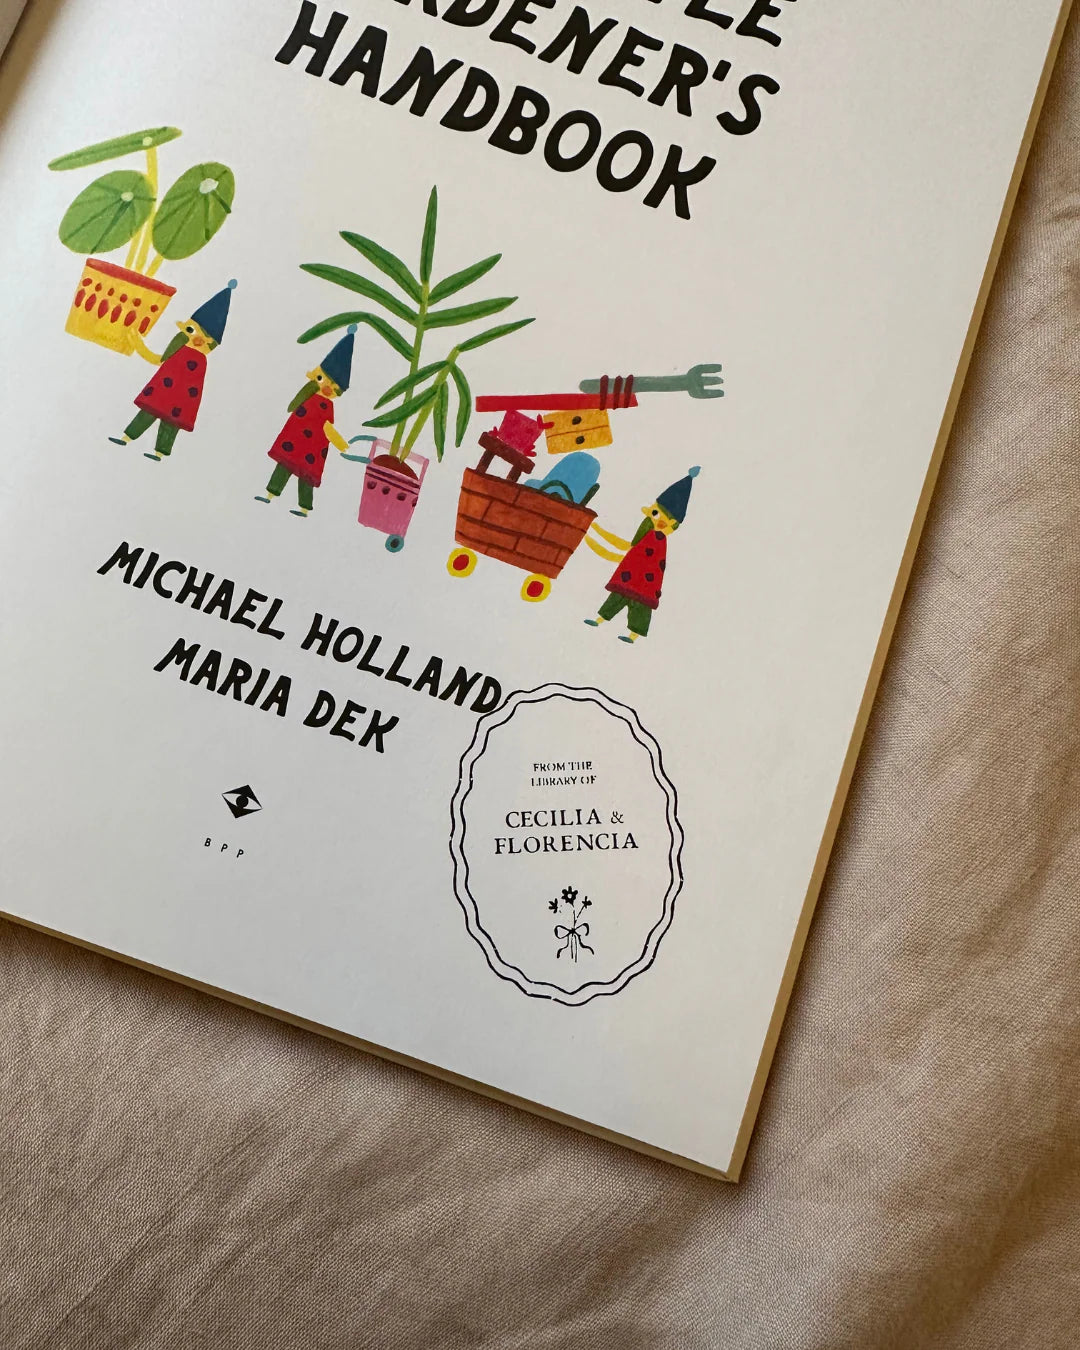 HANDBOOK
MICHAEL HOLLAND
MARIA DEK
BPP
FROM THE
LIBRARY OF
CECILIA &
FLORENCIA